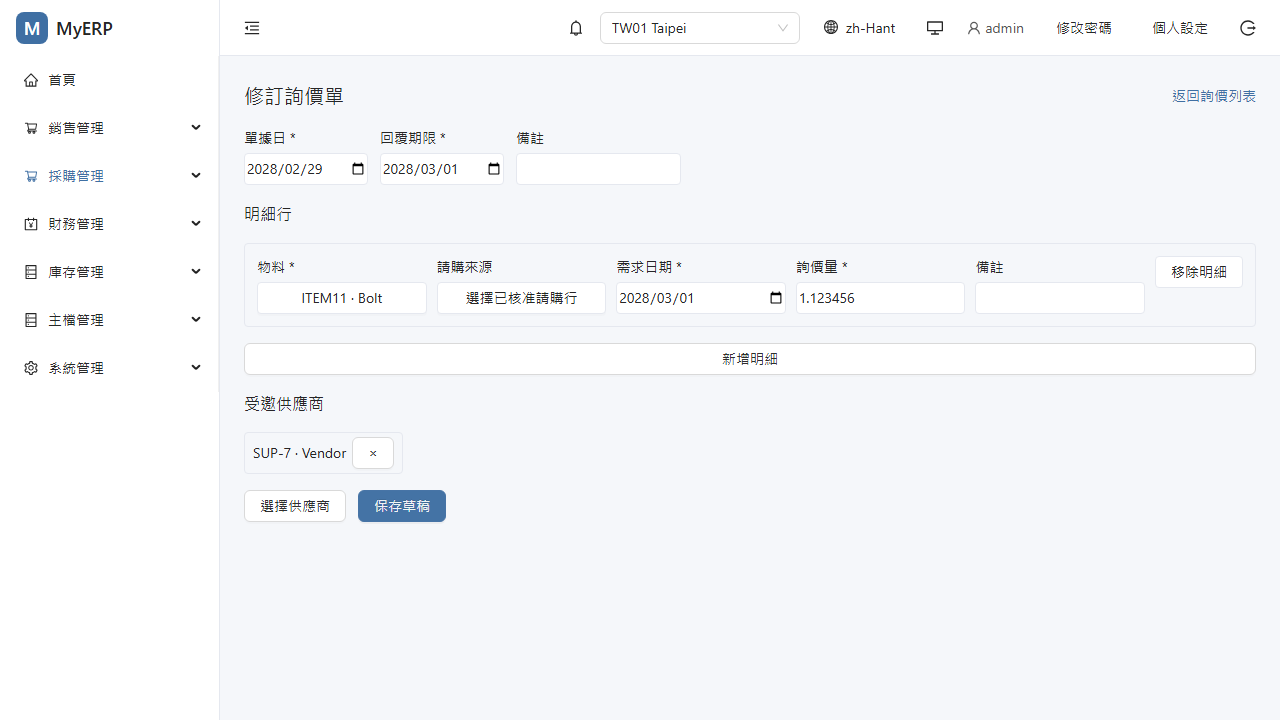 M MyERP
TW01 Taipei
zh-Hant
admin
修改密碼
個人設定
首頁
銷售管理
採購管理
財務管理
庫存管理
主檔管理
系統管理
修訂詢價單
返回詢價列表
單據日 * 回覆期限 * 備註
2028/02/29 2028/03/01
明細行
物料 * 請購來源 需求日期 * 詢價量 * 備註
ITEM11 · Bolt 選擇已核准請購行 2028/03/01 1.123456
移除明細
新增明細
受邀供應商
SUP-7 · Vendor ×
選擇供應商 保存草稿